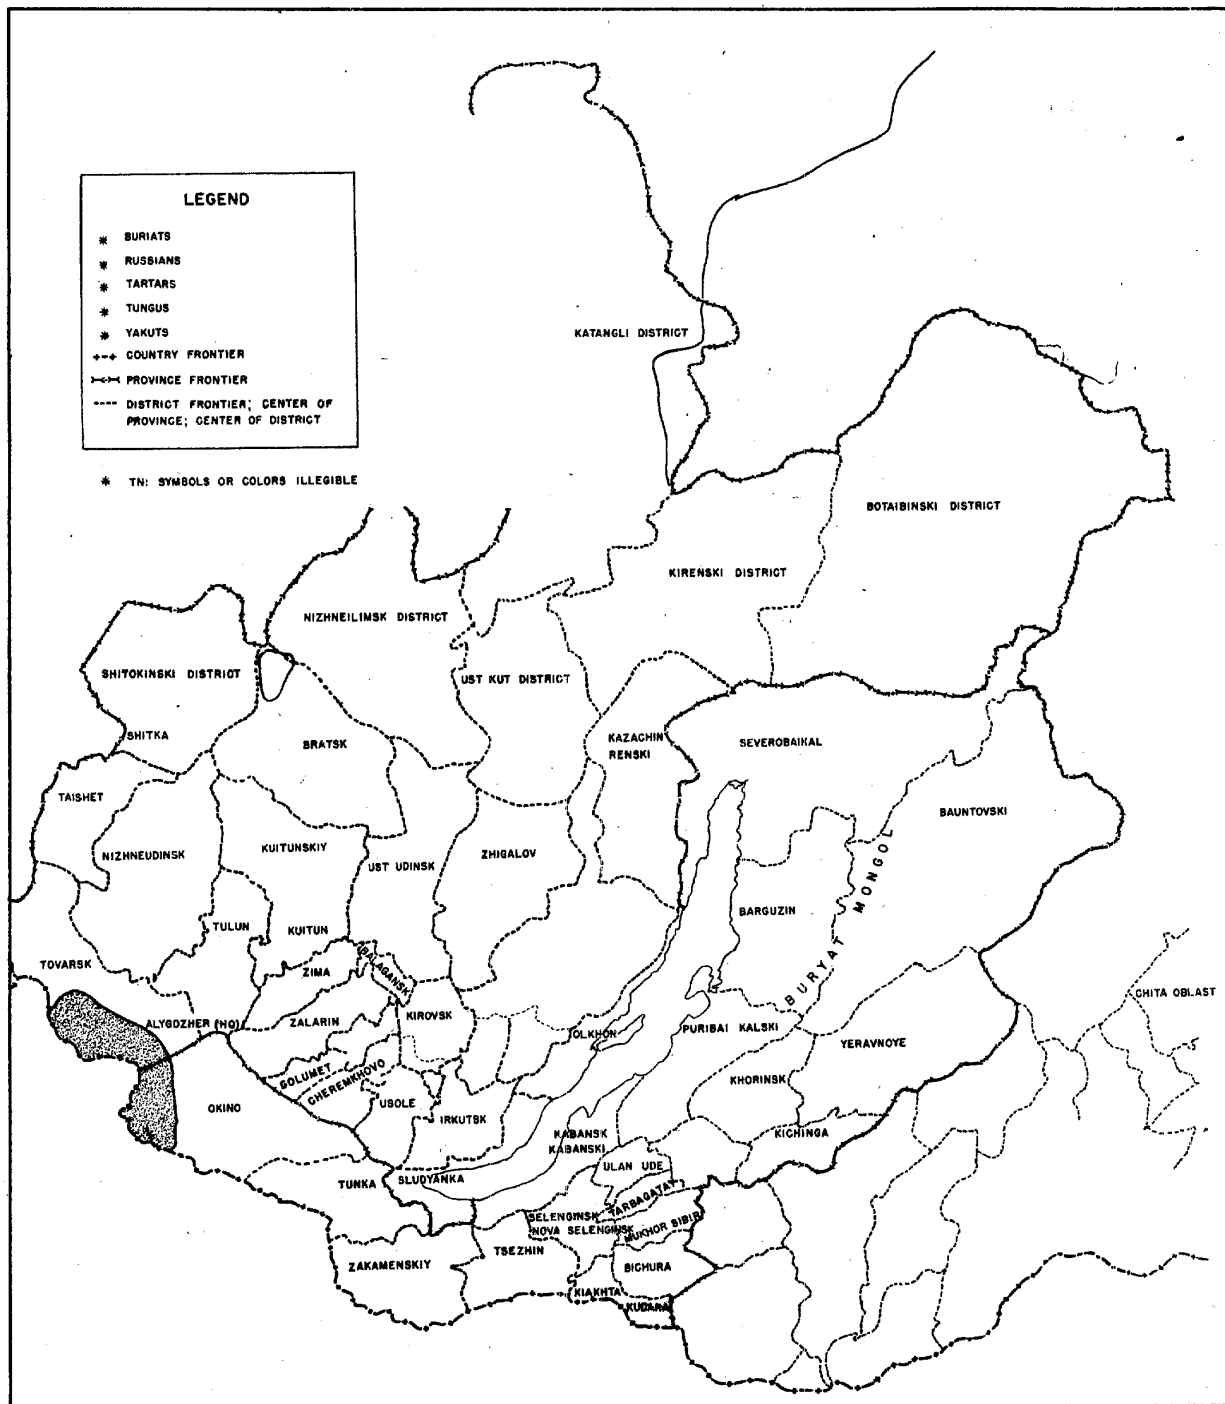 LEGEND
* BURIATS
* RUSSIANS
* TARTARS
* TUNGUS
* YAKUTS
COUNTRY FRONTIER
PROVINCE FRONTIER
DISTRICT FRONTIER; CENTER OF
PROVINCE; CENTER OF DISTRICT
* TN: SYMBOLS OR COLORS ILLEGIBLE
KATANGLI DISTRICT
BOTAIBINSKI DISTRICT
KIRENSKI DISTRICT
NIZHNEILIMSK DISTRICT
SHITOKINSKI DISTRICT
UST KUT DISTRICT
SHITKA
BRATSK
KAZACHIN
RENSKI
SEVEROBAIKAL
TAISHET
BAUNTOVSKI
NIZHNEUDINSK
KUITUNSKIY
UST UDINSK
ZHIGALOV
BARGUZIN
BURYAT MONGOL
TULUN
KUITUN
TOVARSK
ZIMA
BALAGANSK
CHITA OBLAST
ALYGDZHER (HQ)
ZALARIN
KIROVSK
OLKHON
PURIBAI KALSKI
YERAVNOYE
GOLUMET
CHEREMKHOVO
KHORINSK
OKINO
USOLE
IRKUTSK
KABANSK
KABANSKI
KICHINGA
ULAN UDE
TUNKA
SLUDYANKA
TARBAGATAY
SELENGINSK
NOVA SELENGINSK
MUKHOR SIBIR
TSEZHIN
ZAKAMENSKIY
BICHURA
KIAKHTA
KUDARA